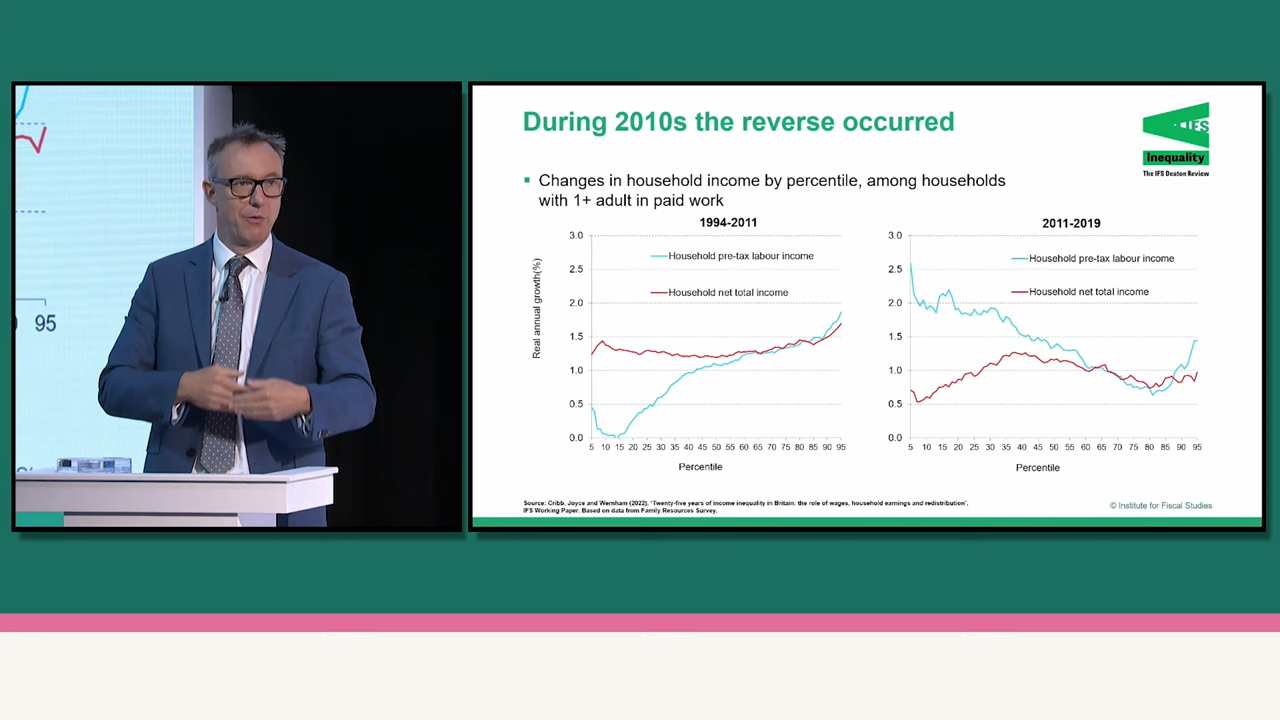 95
During 2010s the reverse occurred
IFS
Inequality
The IFS Deaton Review
▪ Changes in household income by percentile, among households
with 1+ adult in paid work
1994-2011
Real annual growth(%)
3.0
2.5
2.0
1.5
1.0
0.5
0.0
Household pre-tax labour income
Household net total income
5 10 15 20 25 30 35 40 45 50 55 60 65 70 75 80 85 90 95
Percentile
2011-2019
3.0
2.5
2.0
1.5
1.0
0.5
0.0
Household pre-tax labour income
Household net total income
5 10 15 20 25 30 35 40 45 50 55 60 65 70 75 80 85 90 95
Percentile
Source: Cribb, Joyce and Wernham (2022), 'Twenty-five years of income inequality in Britain: the role of wages, household earnings and redistribution',
IFS Working Paper. Based on data from Family Resources Survey.
© Institute for Fiscal Studies